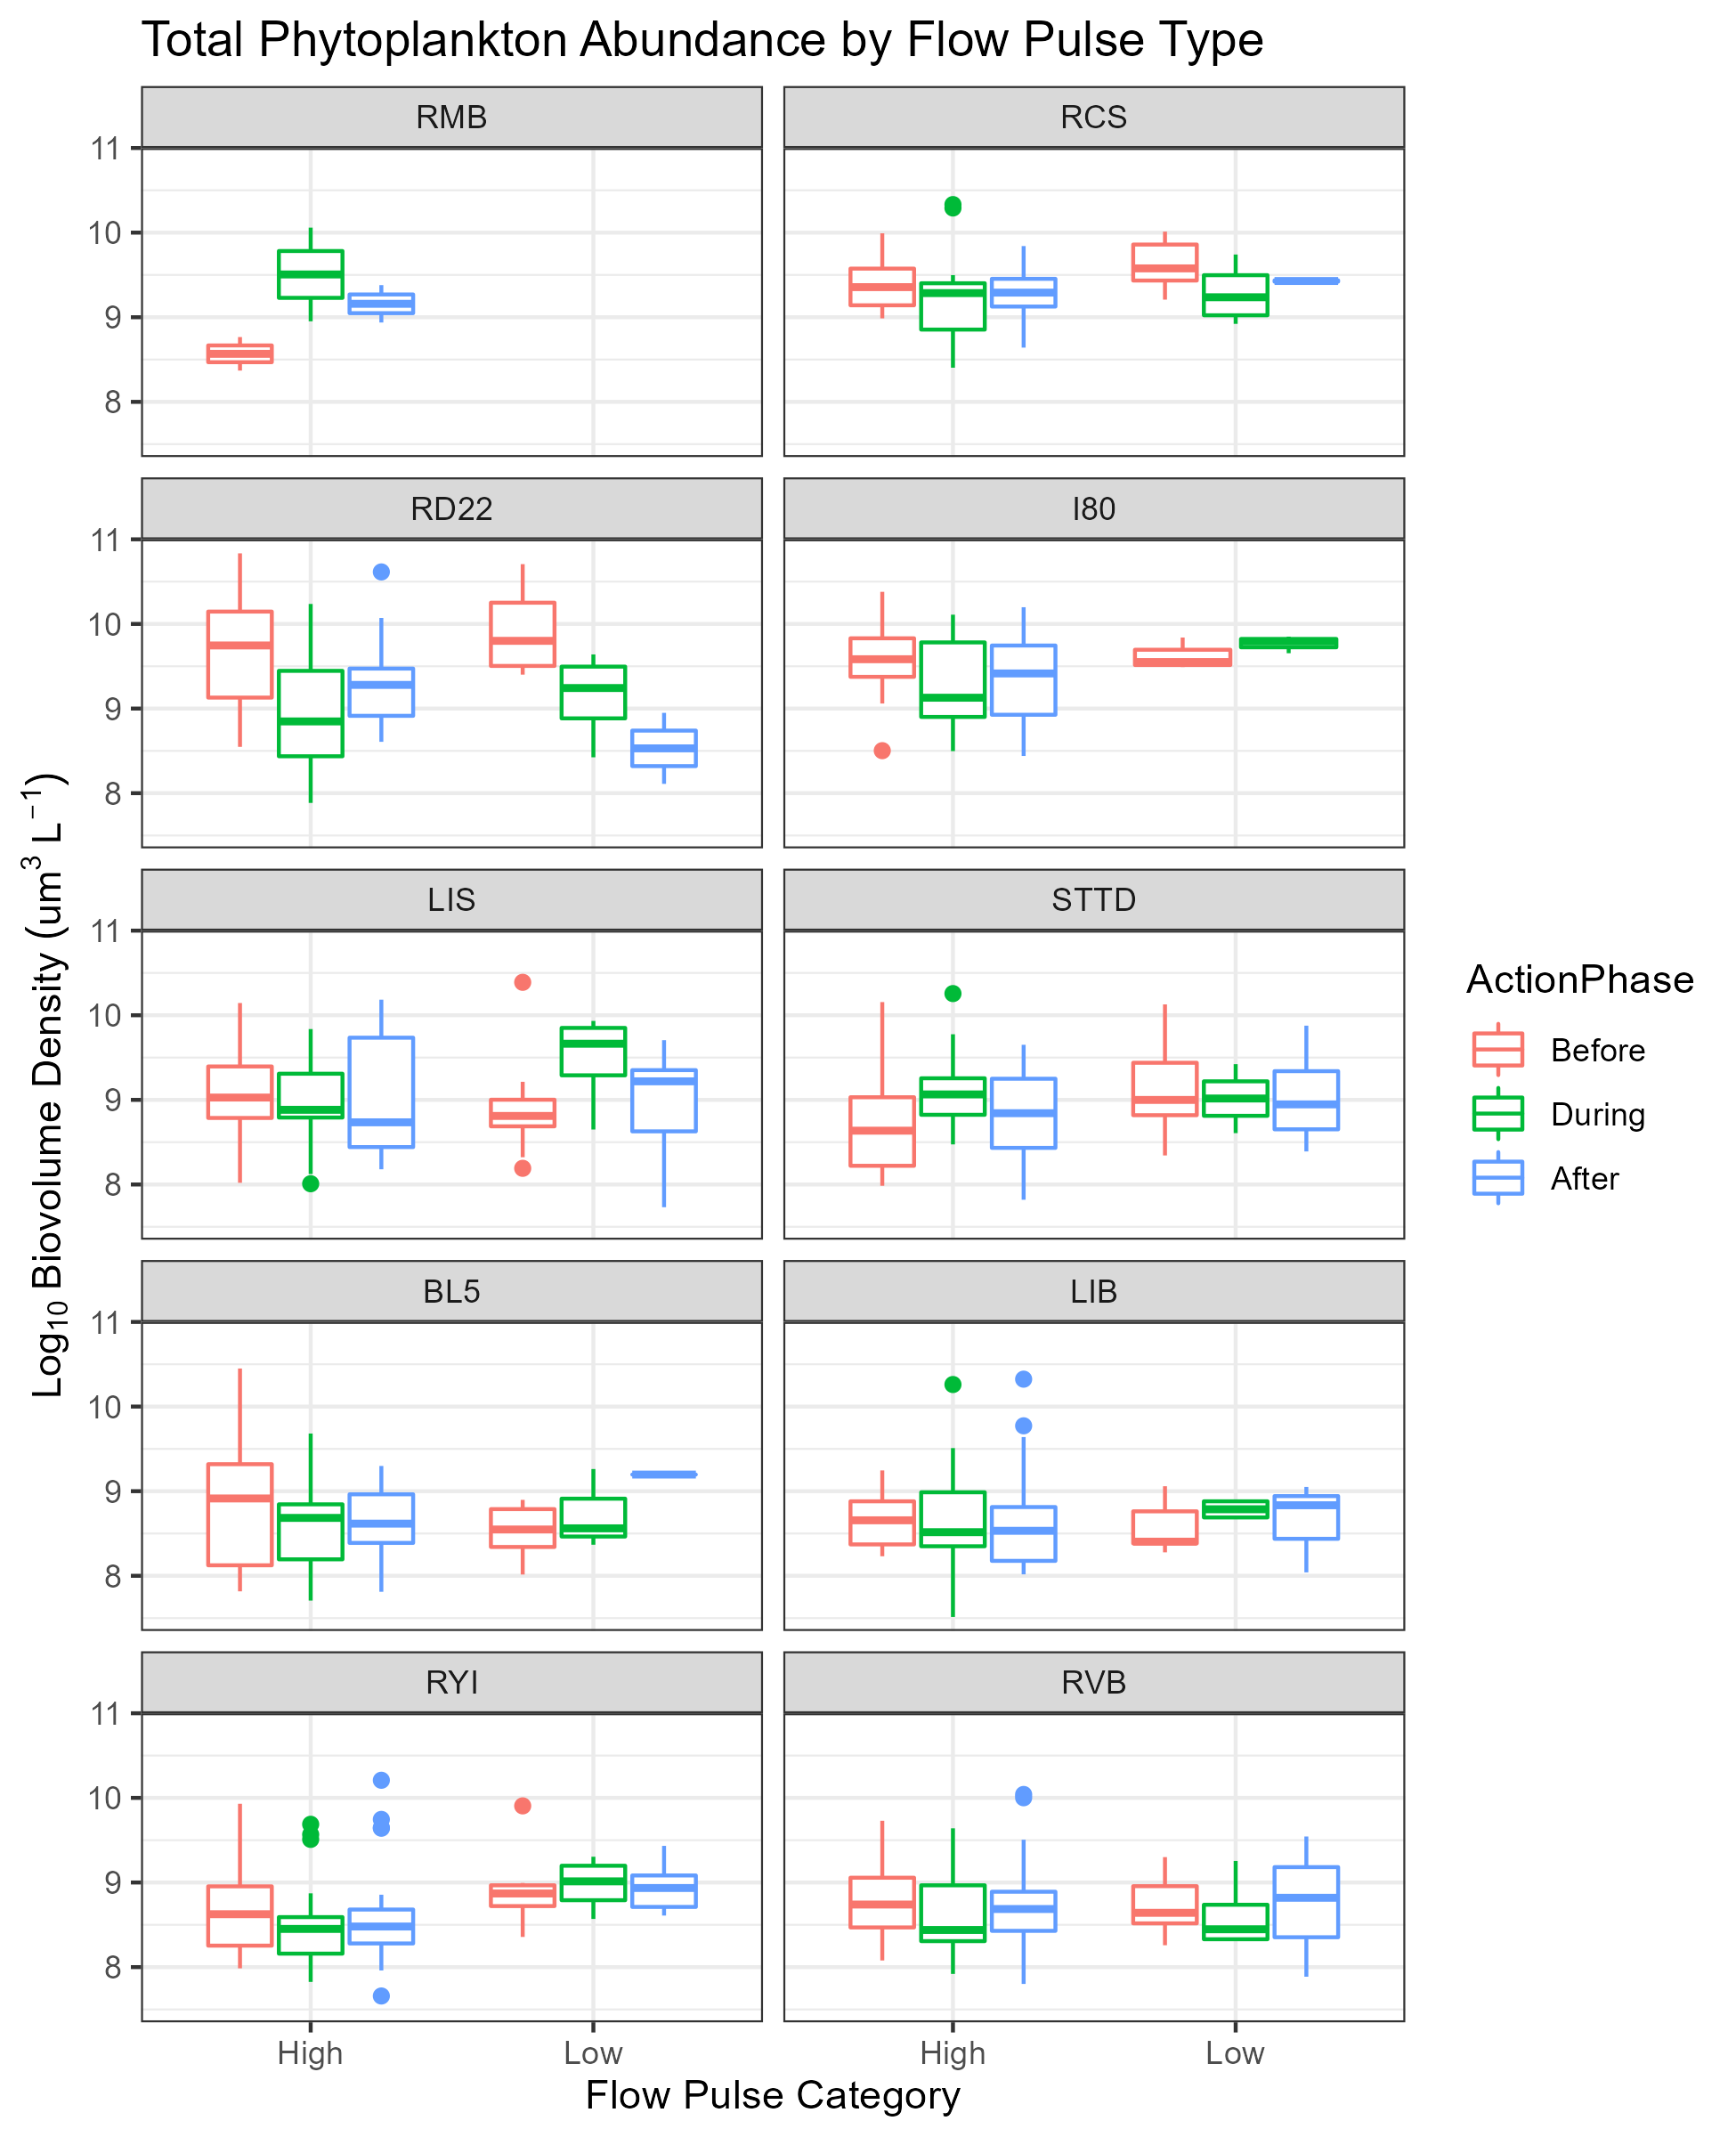 Total Phytoplankton Abundance by Flow Pulse Type
Log10 Biovolume Density (um3 L−1)
RMB
RCS
11
10
9
8
RD22
I80
11
10
9
8
LIS
STTD
11
10
9
8
BL5
LIB
11
10
9
8
RYI
RVB
11
10
9
8
High
Low
High
Low
Flow Pulse Category
ActionPhase
Before
During
After